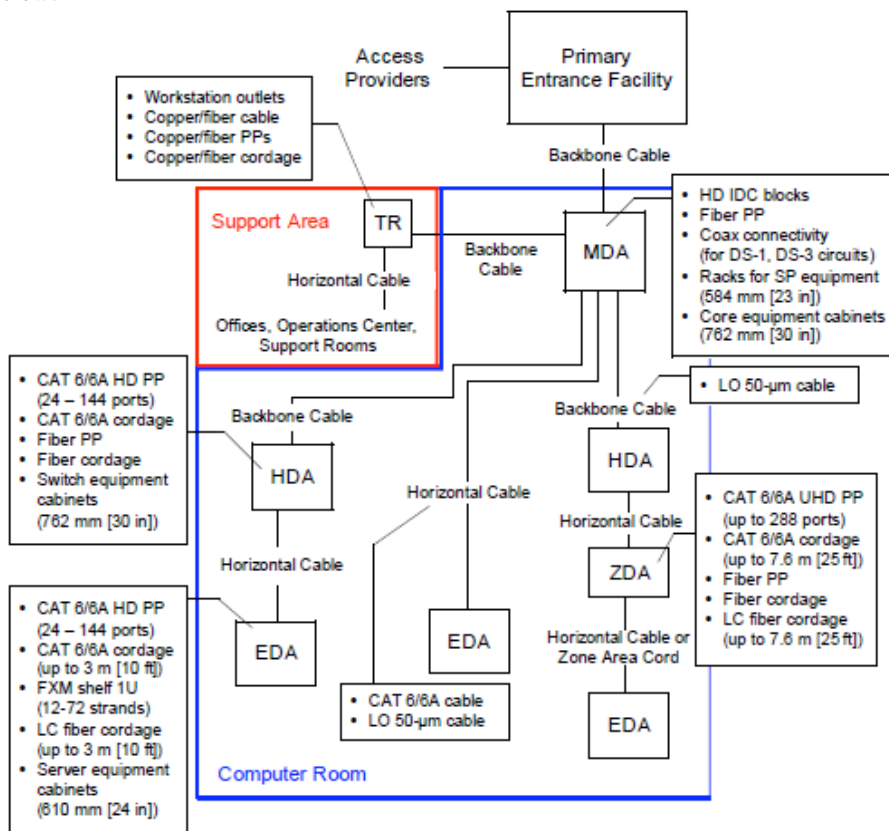 Access
Providers
Primary
Entrance Facility
• Workstation outlets
• Copper/fiber cable
• Copper/fiber PPs
• Copper/fiber cordage
Backbone Cable
Support Area
TR
Horizontal Cable
Offices, Operations Center,
Support Rooms
Backbone
Cable
MDA
• HD IDC blocks
• Fiber PP
• Coax connectivity
(for DS-1, DS-3 circuits)
• Racks for SP equipment
(584 mm [23 in])
• Core equipment cabinets
(762 mm [30 in])
• CAT 6/6A HD PP
(24 – 144 ports)
• CAT 6/6A cordage
• Fiber PP
• Fiber cordage
• Switch equipment
cabinets
(762 mm [30 in])
Backbone Cable
HDA
Horizontal Cable
Backbone Cable
• LO 50-µm cable
HDA
Horizontal Cable
ZDA
• CAT 6/6A UHD PP
(up to 288 ports)
• CAT 6/6A cordage
(up to 7.6 m [25 ft])
• Fiber PP
• Fiber cordage
• LC fiber cordage
(up to 7.6 m [25 ft])
Horizontal Cable
• CAT 6/6A HD PP
(24 – 144 ports)
• CAT 6/6A cordage
(up to 3 m [10 ft])
• FXM shelf 1U
(12-72 strands)
• LC fiber cordage
(up to 3 m [10 ft])
• Server equipment
cabinets
(610 mm [24 in])
EDA
EDA
Horizontal Cable or
Zone Area Cord
• CAT 6/6A cable
• LO 50-µm cable
EDA
Computer Room